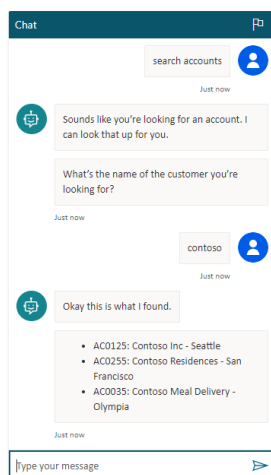 Chat
search accounts
Just now
Sounds like you're looking for an account. I
can look that up for you.
What's the name of the customer you're
looking for?
Just now
contoso
Just now
Okay this is what I found.
• AC0125: Contoso Inc - Seattle
• AC0255: Contoso Residences - San
Francisco
• AC0035: Contoso Meal Delivery -
Olympia
Just now
Type your message